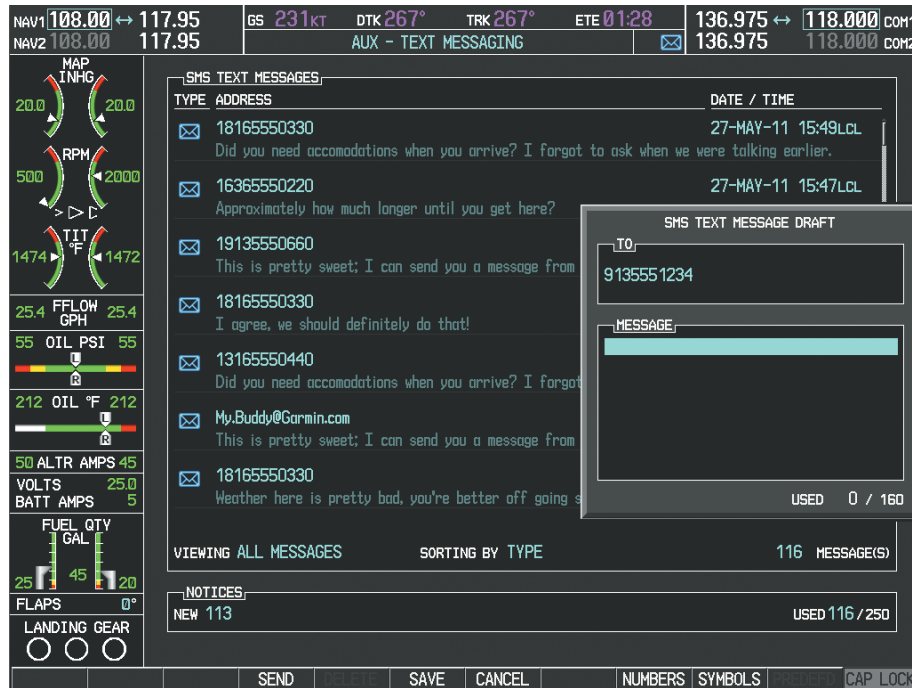 NAV1 108.00 ↔ 117.95
NAV2 108.00 117.95
GS 231KT DTK 267° TRK 267° ETE 01:28
AUX - TEXT MESSAGING
136.975 ↔ 118.000 COM1
136.975 118.000 COM2
MAP
INHG
20.0 20.0
RPM
500 2000
TIT
°F
1474 1472
25.4 FFLOW GPH 25.4
55 OIL PSI 55
L
R
212 OIL °F 212
L
R
50 ALTR AMPS 45
VOLTS 25.0
BATT AMPS 5
FUEL QTY
GAL
25 45 20
FLAPS 0°
LANDING GEAR
SMS TEXT MESSAGES
TYPE ADDRESS DATE / TIME
18165550330 27-MAY-11 15:49LCL
Did you need accomodations when you arrive? I forgot to ask when we were talking earlier.
16365550220 27-MAY-11 15:47LCL
Approximately how much longer until you get here?
19135550660
This is pretty sweet; I can send you a message from
18165550330
I agree, we should definitely do that!
13165550440
Did you need accomodations when you arrive? I forgot
My.Buddy@Garmin.com
This is pretty sweet; I can send you a message from
18165550330
Weather here is pretty bad, you're better off going s
SMS TEXT MESSAGE DRAFT
TO
9135551234
MESSAGE
USED 0 / 160
VIEWING ALL MESSAGES SORTING BY TYPE 116 MESSAGE(S)
NOTICES
NEW 113 USED 116 / 250
SEND DELETE SAVE CANCEL NUMBERS SYMBOLS PREDEFD CAP LOCK